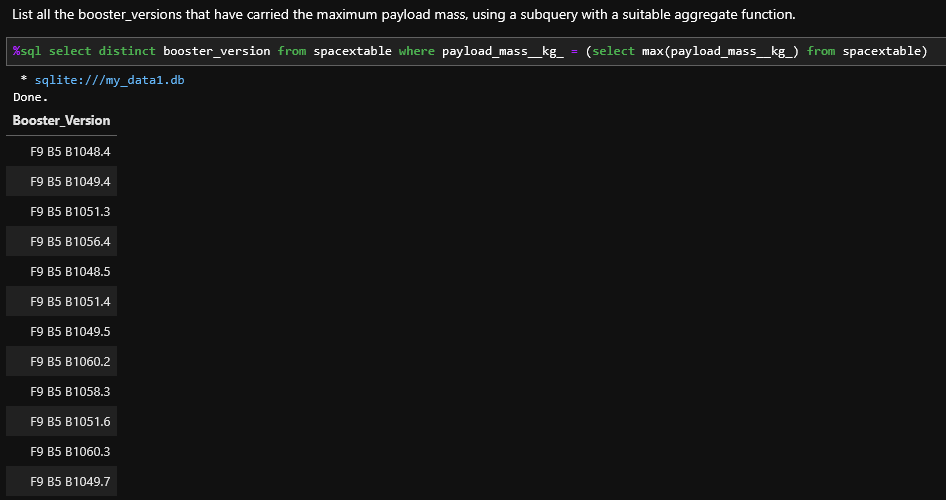 List all the booster_versions that have carried the maximum payload mass, using a subquery with a suitable aggregate function.
%sql select distinct booster_version from spacextable where payload_mass__kg_ = (select max(payload_mass__kg_) from spacextable)
* sqlite:///my_data1.db
Done.
Booster_Version
F9 B5 B1048.4
F9 B5 B1049.4
F9 B5 B1051.3
F9 B5 B1056.4
F9 B5 B1048.5
F9 B5 B1051.4
F9 B5 B1049.5
F9 B5 B1060.2
F9 B5 B1058.3
F9 B5 B1051.6
F9 B5 B1060.3
F9 B5 B1049.7